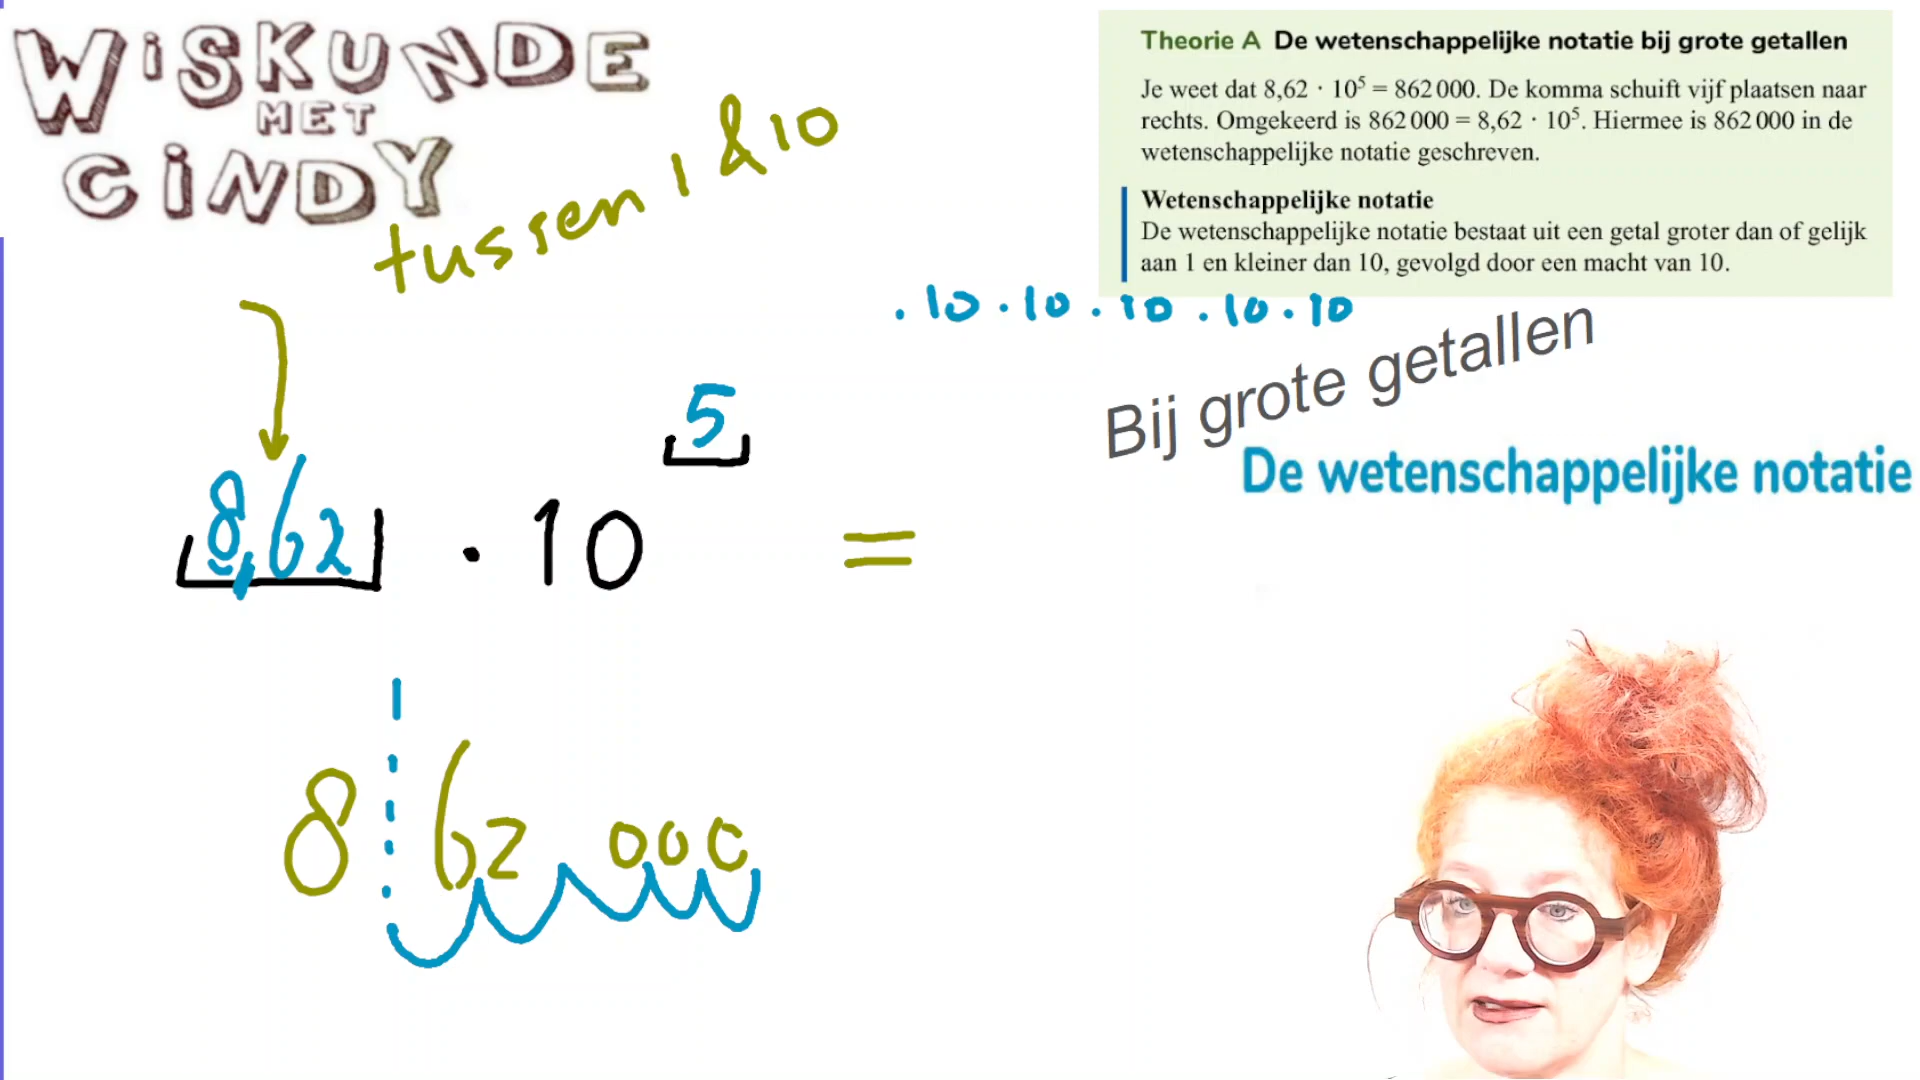 WiSKUNDE
MET
CiNDY
Theorie A De wetenschappelijke notatie bij grote getallen
Je weet dat 8,62 · 10⁵ = 862 000. De komma schuift vijf plaatsen naar
rechts. Omgekeerd is 862 000 = 8,62 · 10⁵. Hiermee is 862 000 in de
wetenschappelijke notatie geschreven.
Wetenschappelijke notatie
De wetenschappelijke notatie bestaat uit een getal groter dan of gelijk
aan 1 en kleiner dan 10, gevolgd door een macht van 10.
tussen 1 & 10
· 10 · 10 · 10 · 10 · 10
Bij grote getallen
De wetenschappelijke notatie
8,62 · 10⁵ =
8 62 000